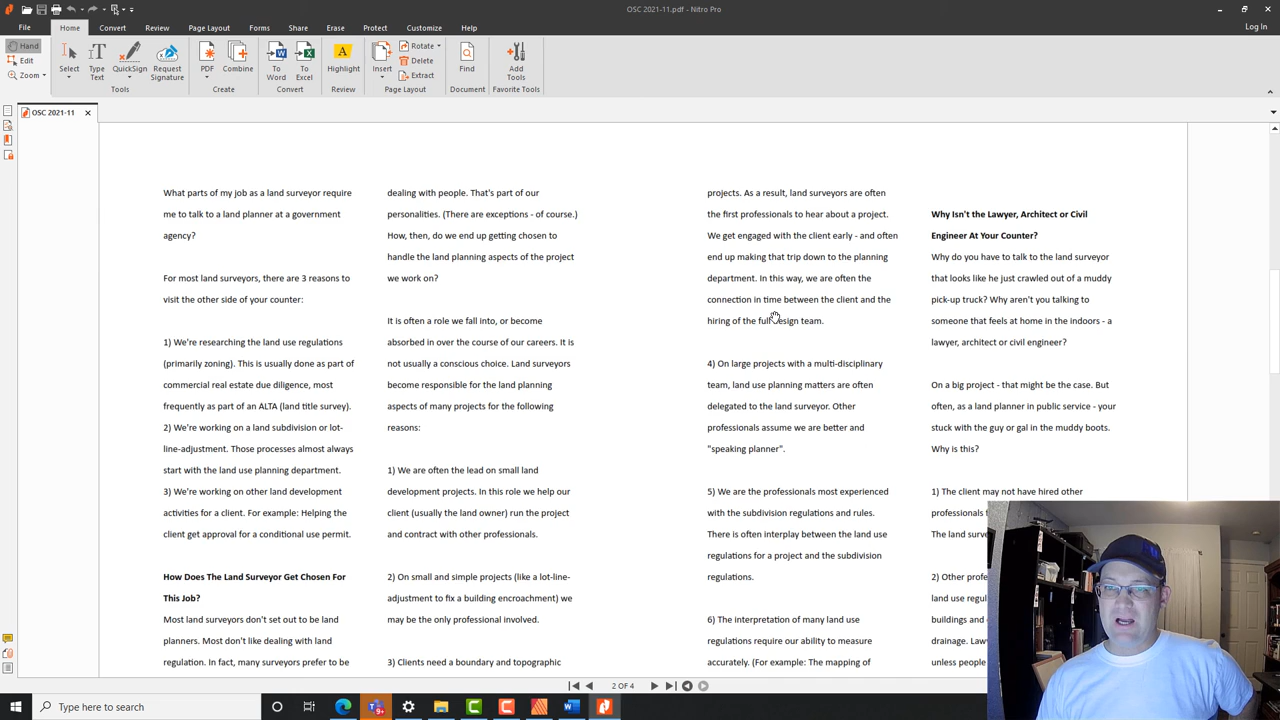 OSC 2021-11.pdf - Nitro Pro
File
Home
Convert
Review
Page Layout
Forms
Share
Erase
Protect
Customize
Help
Log In
Hand
Edit
Zoom
Select
Type
Text
QuickSign
Request
Signature
PDF
Combine
To
Word
To
Excel
Highlight
Insert
Rotate
Delete
Extract
Find
Add
Tools
Tools
Create
Convert
Review
Page Layout
Document
Favorite Tools
OSC 2021-11
What parts of my job as a land surveyor require
me to talk to a land planner at a government
agency?
For most land surveyors, there are 3 reasons to
visit the other side of your counter:
1) We're researching the land use regulations
(primarily zoning). This is usually done as part of
commercial real estate due diligence, most
frequently as part of an ALTA (land title survey).
2) We're working on a land subdivision or lot-
line-adjustment. Those processes almost always
start with the land use planning department.
3) We're working on other land development
activities for a client. For example: Helping the
client get approval for a conditional use permit.
How Does The Land Surveyor Get Chosen For
This Job?
Most land surveyors don't set out to be land
planners. Most don't like dealing with land
regulation. In fact, many surveyors prefer to be
dealing with people. That's part of our
personalities. (There are exceptions - of course.)
How, then, do we end up getting chosen to
handle the land planning aspects of the project
we work on?
It is often a role we fall into, or become
absorbed in over the course of our careers. It is
not usually a conscious choice. Land surveyors
become responsible for the land planning
aspects of many projects for the following
reasons:
1) We are often the lead on small land
development projects. In this role we help our
client (usually the land owner) run the project
and contract with other professionals.
2) On small and simple projects (like a lot-line-
adjustment to fix a building encroachment) we
may be the only professional involved.
3) Clients need a boundary and topographic
projects. As a result, land surveyors are often
the first professionals to hear about a project.
We get engaged with the client early - and often
end up making that trip down to the planning
department. In this way, we are often the
connection in time between the client and the
hiring of the full design team.
4) On large projects with a multi-disciplinary
team, land use planning matters are often
delegated to the land surveyor. Other
professionals assume we are better and
"speaking planner".
5) We are the professionals most experienced
with the subdivision regulations and rules.
There is often interplay between the land use
regulations for a project and the subdivision
regulations.
6) The interpretation of many land use
regulations require our ability to measure
accurately. (For example: The mapping of
Why Isn't the Lawyer, Architect or Civil
Engineer At Your Counter?
Why do you have to talk to the land surveyor
that looks like he just crawled out of a muddy
pick-up truck? Why aren't you talking to
someone that feels at home in the indoors - a
lawyer, architect or civil engineer?
On a big project - that might be the case. But
often, as a land planner in public service - your
stuck with the guy or gal in the muddy boots.
Why is this?
1) The client may not have hired other
professionals
The land surv
2) Other profe
land use regul
buildings and
drainage. Law
unless people
2 OF 4
Type here to search
9+